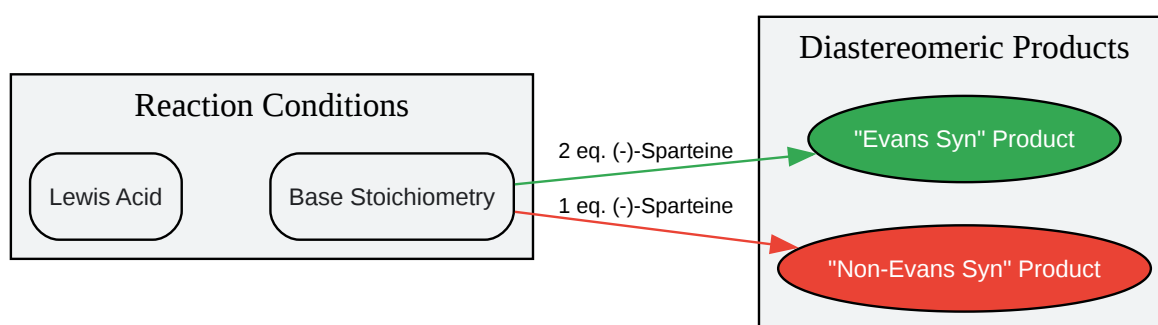 Reaction Conditions
Lewis Acid
Base Stoichiometry
2 eq. (-)-Sparteine
1 eq. (-)-Sparteine
Diastereomeric Products
"Evans Syn" Product
"Non-Evans Syn" Product